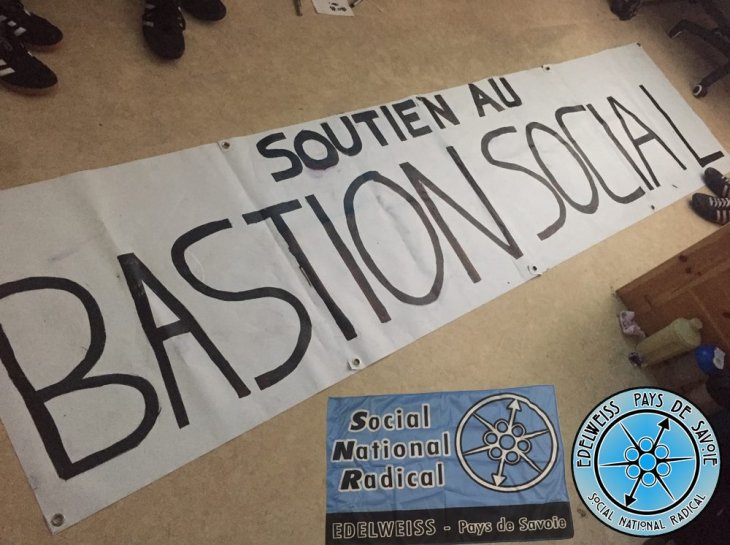 SOUTIEN AU
BASTION SOCIAL
Social
National
Radical
EDELWEISS - Pays de Savoie
EDELWEISS PAYS DE SAVOIE
SOCIAL NATIONAL RADICAL